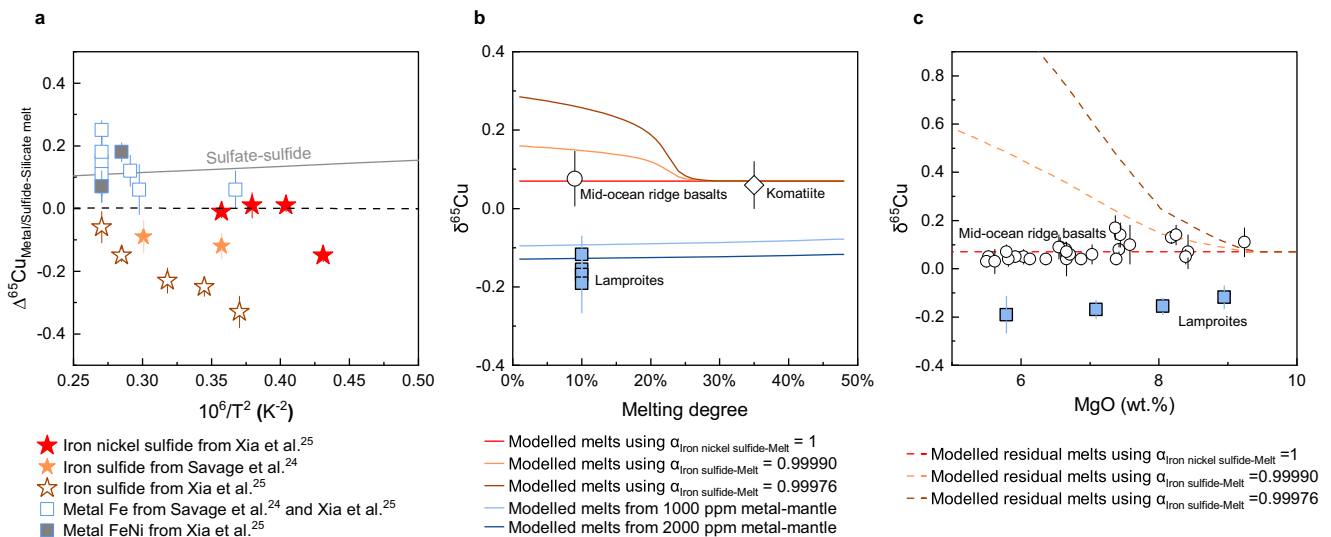 a
0.4
0.2
0.0
-0.2
-0.4
0.25
0.30
0.35
0.40
0.45
0.50
Δ⁶⁵Cu Metal/Sulfide-Silicate melt
10⁶/T² (K⁻²)
Sulfate-sulfide
Iron nickel sulfide from Xia et al.²⁵
Iron sulfide from Savage et al.²⁴
Iron sulfide from Xia et al.²⁵
Metal Fe from Savage et al.²⁴ and Xia et al.²⁵
Metal FeNi from Xia et al.²⁵
b
0.4
0.2
0.0
-0.2
-0.4
0%
10%
20%
30%
40%
50%
δ⁶⁵Cu
Melting degree
Mid-ocean ridge basalts
Komatiite
Lamproites
Modelled melts using α Iron nickel sulfide-Melt = 1
Modelled melts using α Iron sulfide-Melt = 0.99990
Modelled melts using α Iron sulfide-Melt = 0.99976
Modelled melts from 1000 ppm metal-mantle
Modelled melts from 2000 ppm metal-mantle
c
0.8
0.6
0.4
0.2
0.0
-0.2
-0.4
6
8
10
δ⁶⁵Cu
MgO (wt.%)
Mid-ocean ridge basalts
Lamproites
Modelled residual melts using α Iron nickel sulfide-Melt =1
Modelled residual melts using α Iron sulfide-Melt =0.99990
Modelled residual melts using α Iron sulfide-Melt =0.99976